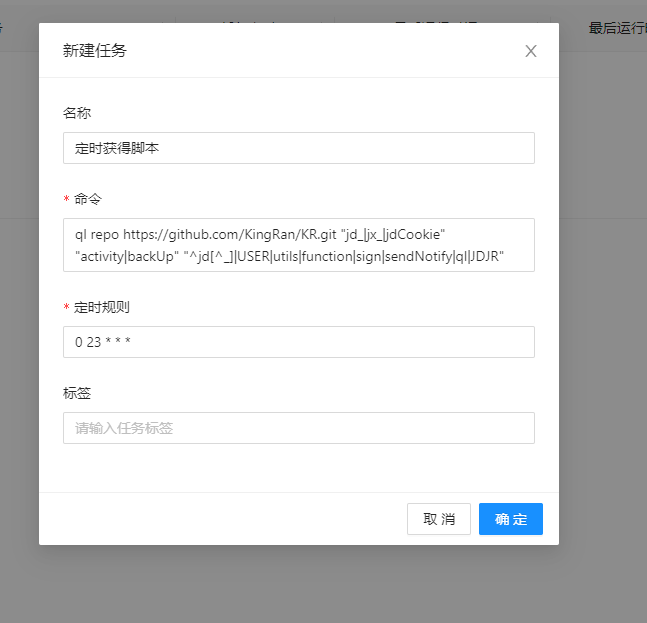 最后运行
新建任务
名称
定时获得脚本
* 命令
ql repo https://github.com/KingRan/KR.git "jd_|jx_|jdCookie"
"activity|backUp" "^jd[^_]|USER|utils|function|sign|sendNotify|ql|JDJR"
* 定时规则
0 23 * * *
标签
请输入任务标签
取 消
确 定